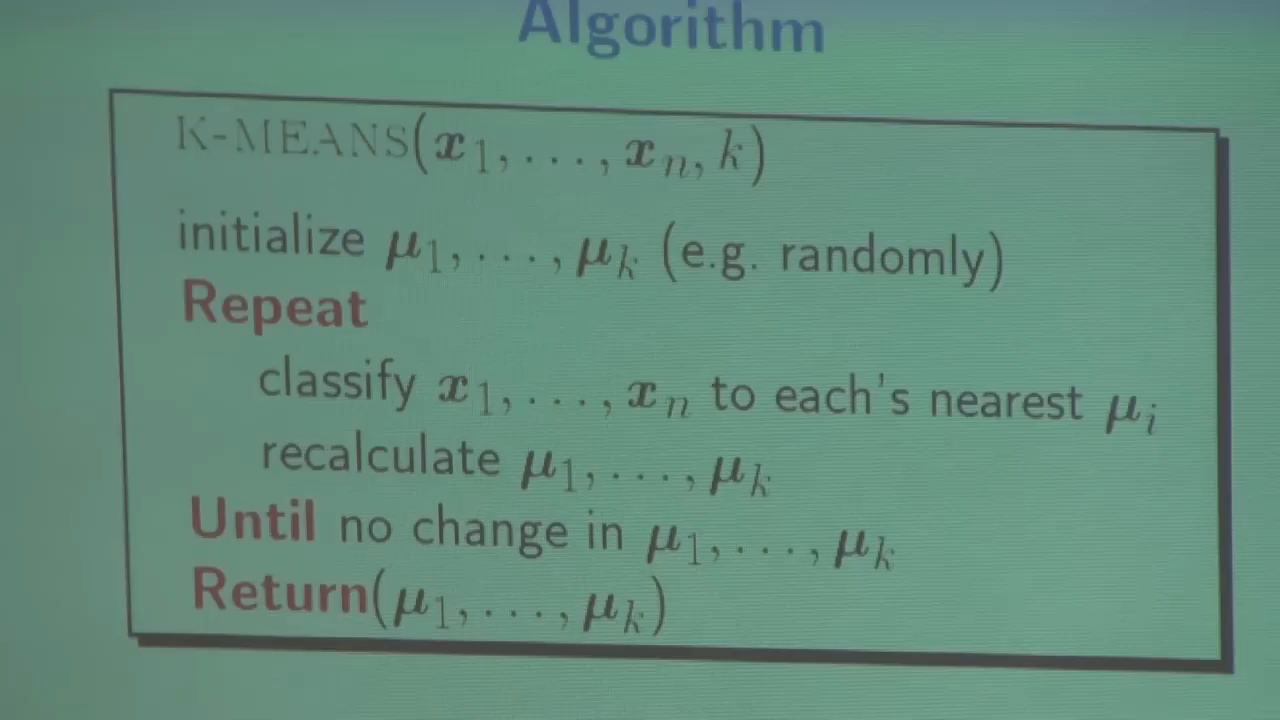 Algorithm
K-MEANS(x1, . . . , xn, k)
initialize μ1, . . . , μk (e.g. randomly)
Repeat
classify x1, . . . , xn to each's nearest μi
recalculate μ1, . . . , μk
Until no change in μ1, . . . , μk
Return(μ1, . . . , μk)